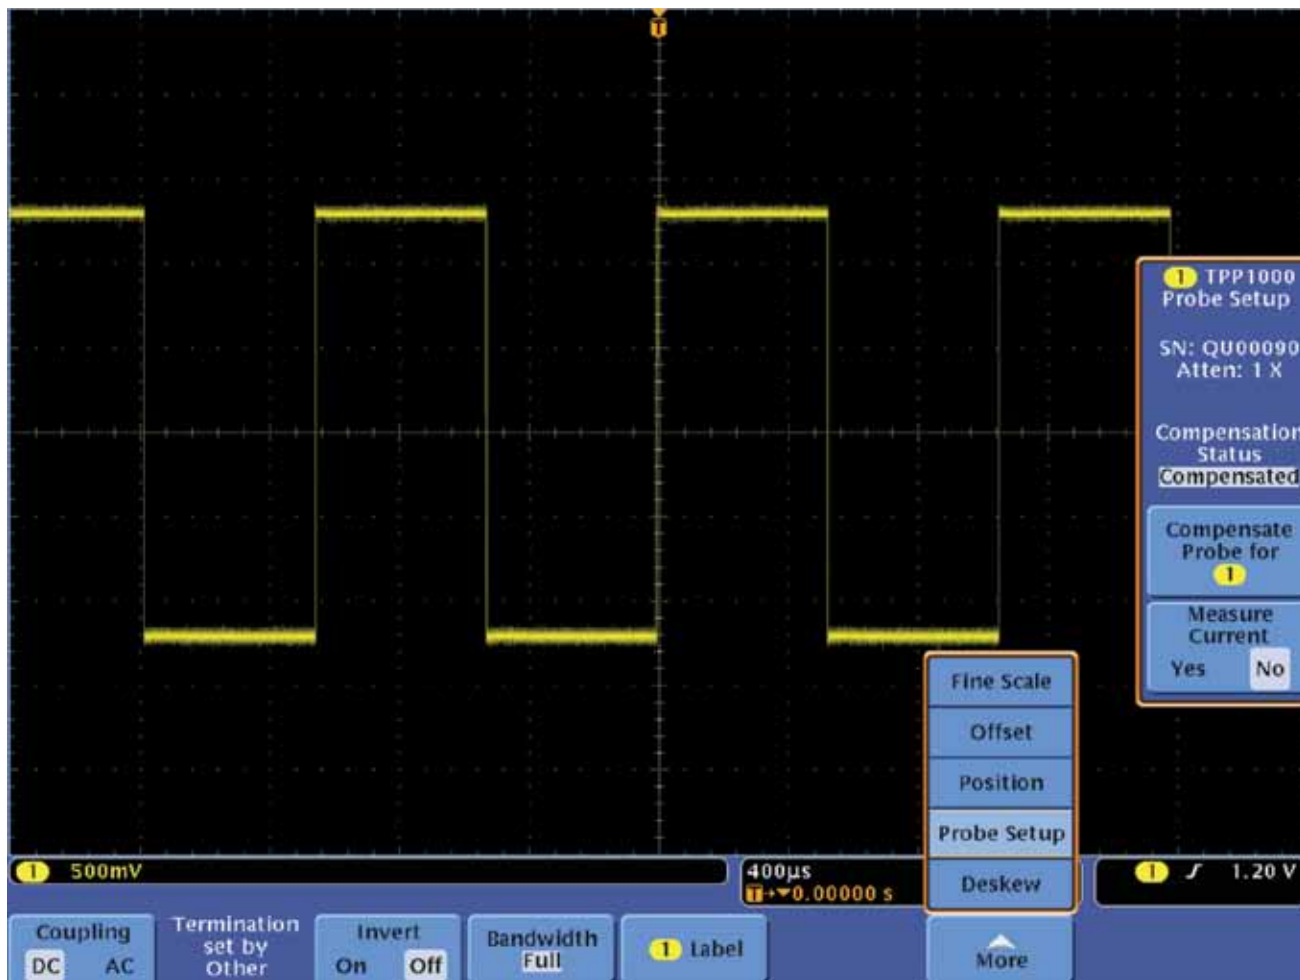 T
1 TPP1000
Probe Setup
SN: QU00090
Atten: 1 X
Compensation
Status
Compensated
Compensate
Probe for
1
Measure
Current
Yes No
Fine Scale
Offset
Position
Probe Setup
Deskew
1 500mV
400µs
T→▼0.00000 s
1 1.20 V
Coupling
DC AC
Termination
set by
Other
Invert
On Off
Bandwidth
Full
1 Label
More